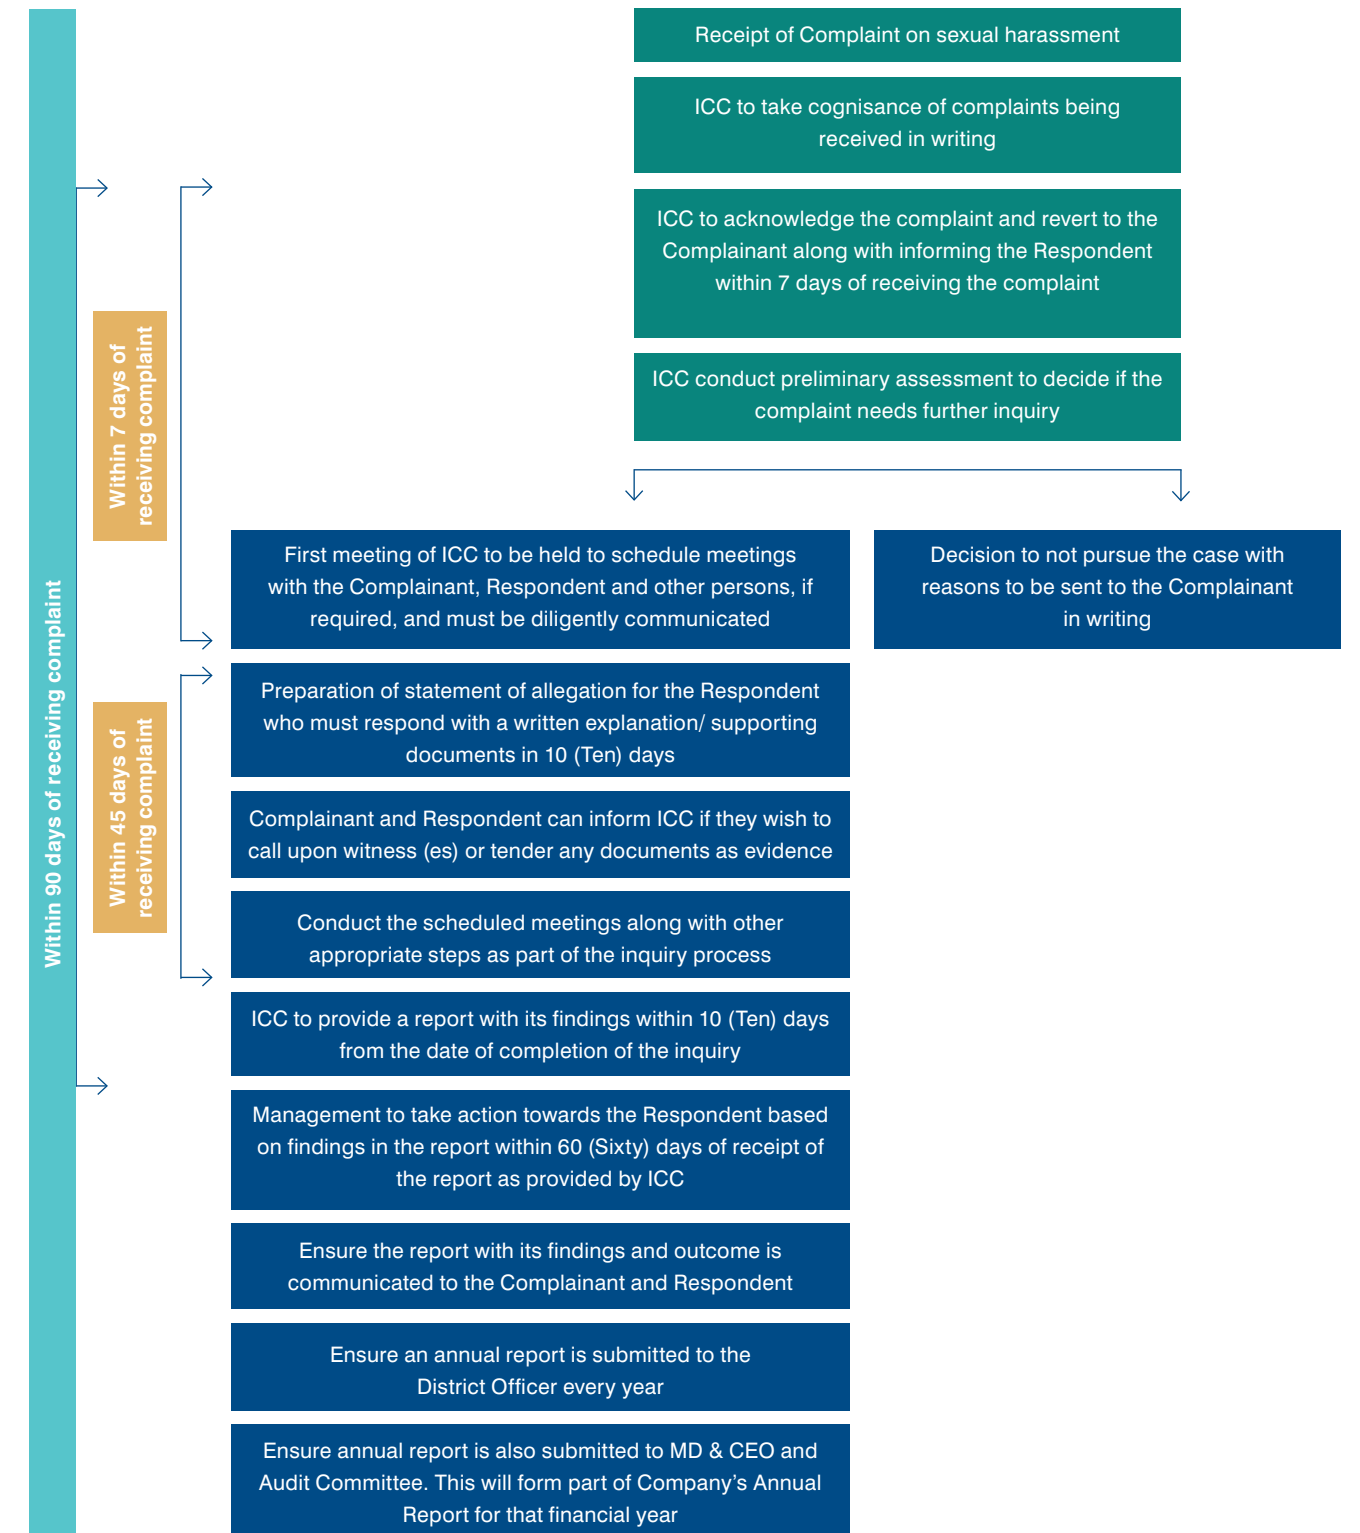 Receipt of Complaint on sexual harassment
ICC to take cognisance of complaints being
received in writing
ICC to acknowledge the complaint and revert to the
Complainant along with informing the Respondent
within 7 days of receiving the complaint
ICC conduct preliminary assessment to decide if the
complaint needs further inquiry
Within 90 days of receiving complaint
Within 7 days of
receiving complaint
First meeting of ICC to be held to schedule meetings
with the Complainant, Respondent and other persons, if
required, and must be diligently communicated
Decision to not pursue the case with
reasons to be sent to the Complainant
in writing
Within 45 days of
receiving complaint
Preparation of statement of allegation for the Respondent
who must respond with a written explanation/ supporting
documents in 10 (Ten) days
Complainant and Respondent can inform ICC if they wish to
call upon witness (es) or tender any documents as evidence
Conduct the scheduled meetings along with other
appropriate steps as part of the inquiry process
ICC to provide a report with its findings within 10 (Ten) days
from the date of completion of the inquiry
Management to take action towards the Respondent based
on findings in the report within 60 (Sixty) days of receipt of
the report as provided by ICC
Ensure the report with its findings and outcome is
communicated to the Complainant and Respondent
Ensure an annual report is submitted to the
District Officer every year
Ensure annual report is also submitted to MD & CEO and
Audit Committee. This will form part of Company's Annual
Report for that financial year